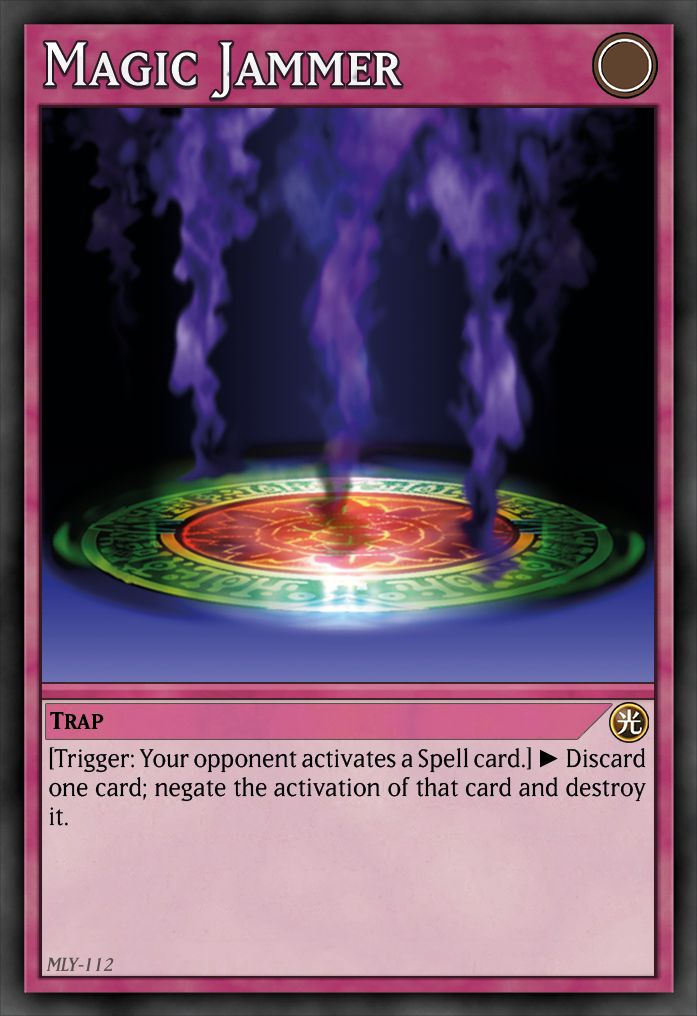 Magic Jammer
Trap
光
[Trigger: Your opponent activates a Spell card.] ► Discard
one card; negate the activation of that card and destroy
it.
MLY-112